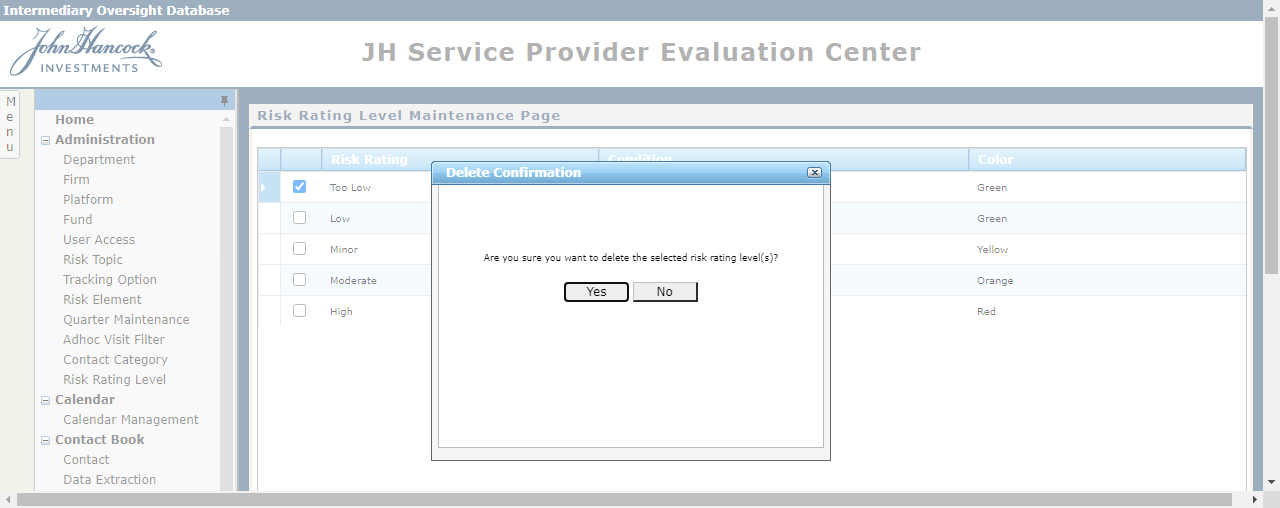 Intermediary Oversight Database
John Hancock®
INVESTMENTS
JH Service Provider Evaluation Center
Menu
Home
Administration
Department
Firm
Platform
Fund
User Access
Risk Topic
Tracking Option
Risk Element
Quarter Maintenance
Adhoc Visit Filter
Contact Category
Risk Rating Level
Calendar
Calendar Management
Contact Book
Contact
Data Extraction
Risk Rating Level Maintenance Page
Risk Rating Condition Color
Too Low Green
Low Green
Minor Yellow
Moderate Orange
High Red
Delete Confirmation
Are you sure you want to delete the selected risk rating level(s)?
Yes No